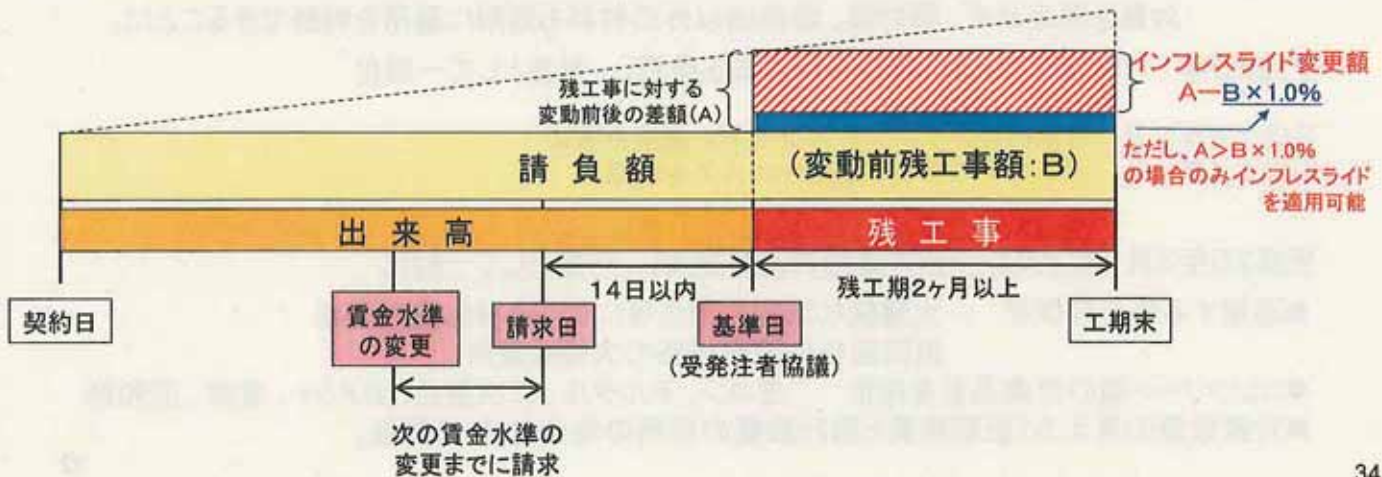 残工事に対する
変動前後の差額(A)
インフレスライド変更額
A－B×1.0%
ただし、A＞B×1.0%
の場合のみインフレスライド
を適用可能
請負額
(変動前残工事額：B)
出来高
残工事
契約日
賃金水準
の変更
請求日
14日以内
基準日
(受発注者協議)
残工期2ヶ月以上
工期末
次の賃金水準の
変更までに請求
34